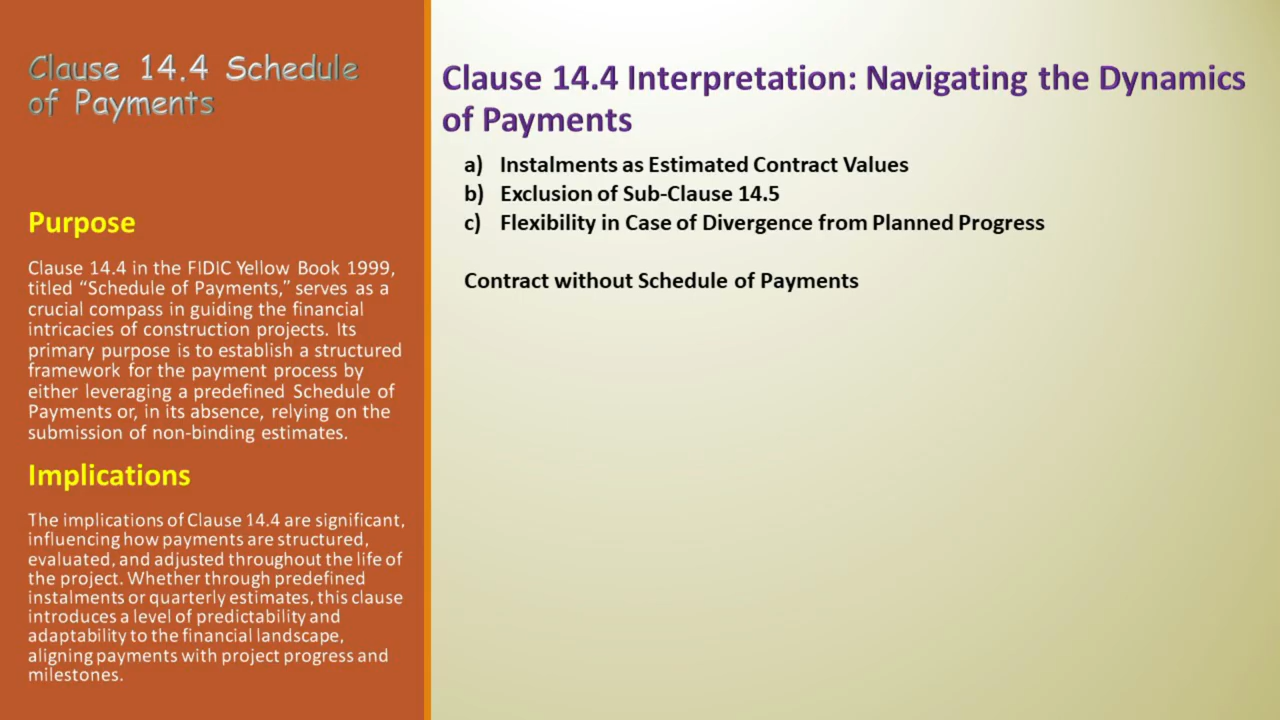 Clause 14.4 Schedule
of Payments
Purpose
Clause 14.4 in the FIDIC Yellow Book 1999,
titled “Schedule of Payments,” serves as a
crucial compass in guiding the financial
intricacies of construction projects. Its
primary purpose is to establish a structured
framework for the payment process by
either leveraging a predefined Schedule of
Payments or, in its absence, relying on the
submission of non-binding estimates.
Implications
The implications of Clause 14.4 are significant,
influencing how payments are structured,
evaluated, and adjusted throughout the life of
the project. Whether through predefined
instalments or quarterly estimates, this clause
introduces a level of predictability and
adaptability to the financial landscape,
aligning payments with project progress and
milestones.
Clause 14.4 Interpretation: Navigating the Dynamics
of Payments
a) Instalments as Estimated Contract Values
b) Exclusion of Sub-Clause 14.5
c) Flexibility in Case of Divergence from Planned Progress
Contract without Schedule of Payments